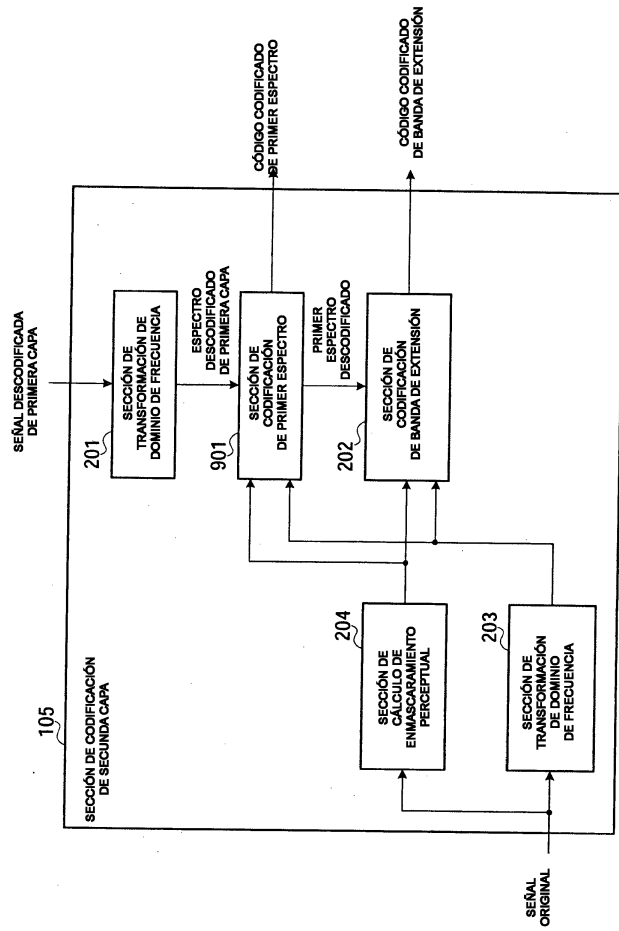 105
SECCIÓN DE CODIFICACIÓN
DE SECUNDA CAPA
SEÑAL DESCODIFICADA
DE PRIMERA CAPA
201
SECCIÓN DE
TRANSFORMACIÓN DE
DOMINIO DE FRECUENCIA
ESPECTRO
DESCODIFICADO
DE PRIMERA CAPA
901
SECCIÓN DE
CODIFICACIÓN
DE PRIMER ESPECTRO
CÓDIGO CODIFICADO
DE PRIMER ESPECTRO
PRIMER
ESPECTRO
DESCODIFICADO
202
SECCIÓN DE
CODIFICACIÓN
DE BANDA DE EXTENSIÓN
CÓDIGO CODIFICADO
DE BANDA DE EXTENSIÓN
204
SECCIÓN DE
CÁLCULO DE
ENMASCARAMIENTO
PERCEPTUAL
203
SECCIÓN DE
TRANSFORMACIÓN
DE DOMINIO
DE FRECUENCIA
SEÑAL
ORIGINAL